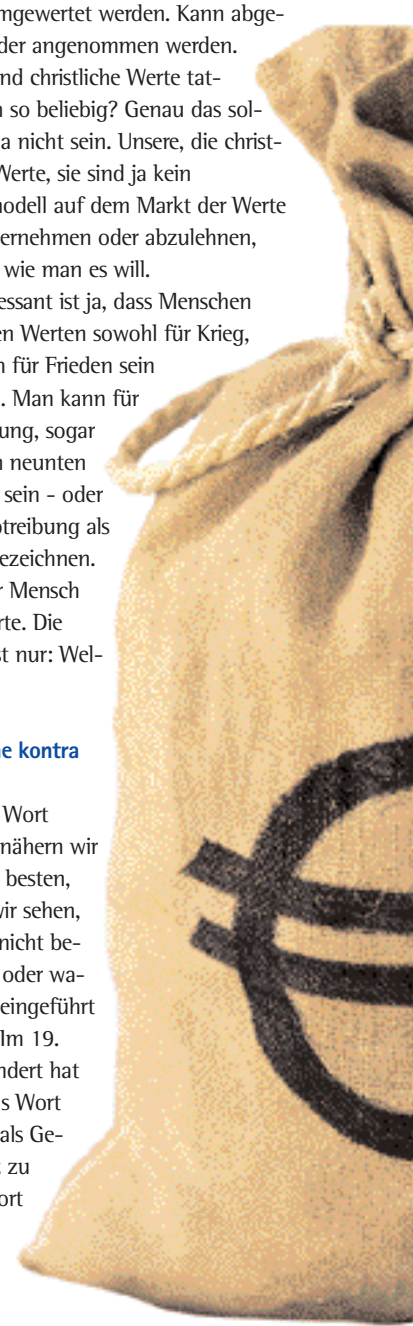 mgewertet werden. Kann abge-
der angenommen werden.
nd christliche Werte tat-
n so beliebig? Genau das sol-
a nicht sein. Unsere, die christ-
Werte, sie sind ja kein
modell auf dem Markt der Werte
ernehmen oder abzulehnen,
wie man es will.
essant ist ja, dass Menschen
en Werten sowohl für Krieg,
h für Frieden sein
. Man kann für
ung, sogar
n neunten
sein - oder
btreibung als
ezeichnen.
r Mensch
rte. Die
st nur: Wel-
e kontra
Wort
nähern wir
besten,
wir sehen,
nicht be-
oder wa-
eingeführt
Im 19.
ndert hat
s Wort
als Ge-
zu
ort
€